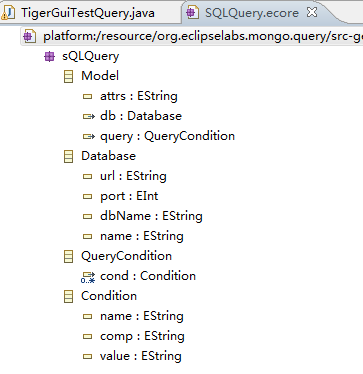 TigerGuiTestQuery.java SQLQuery.ecore
platform:/resource/org.eclipselabs.mongo.query/src-ge
sQLQuery
Model
attrs : EString
db : Database
query : QueryCondition
Database
url : EString
port : EInt
dbName : EString
name : EString
QueryCondition
0..* cond : Condition
Condition
name : EString
comp : EString
value : EString